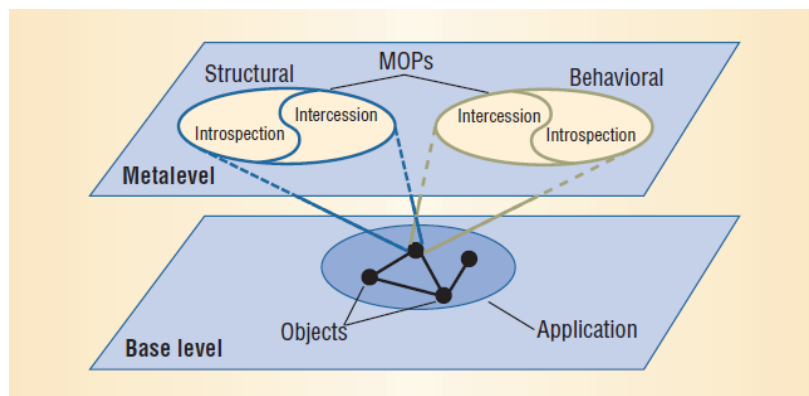 MOPs
Structural
Behavioral
Intercession
Introspection
Intercession
Introspection
Metalevel
Objects
Application
Base level